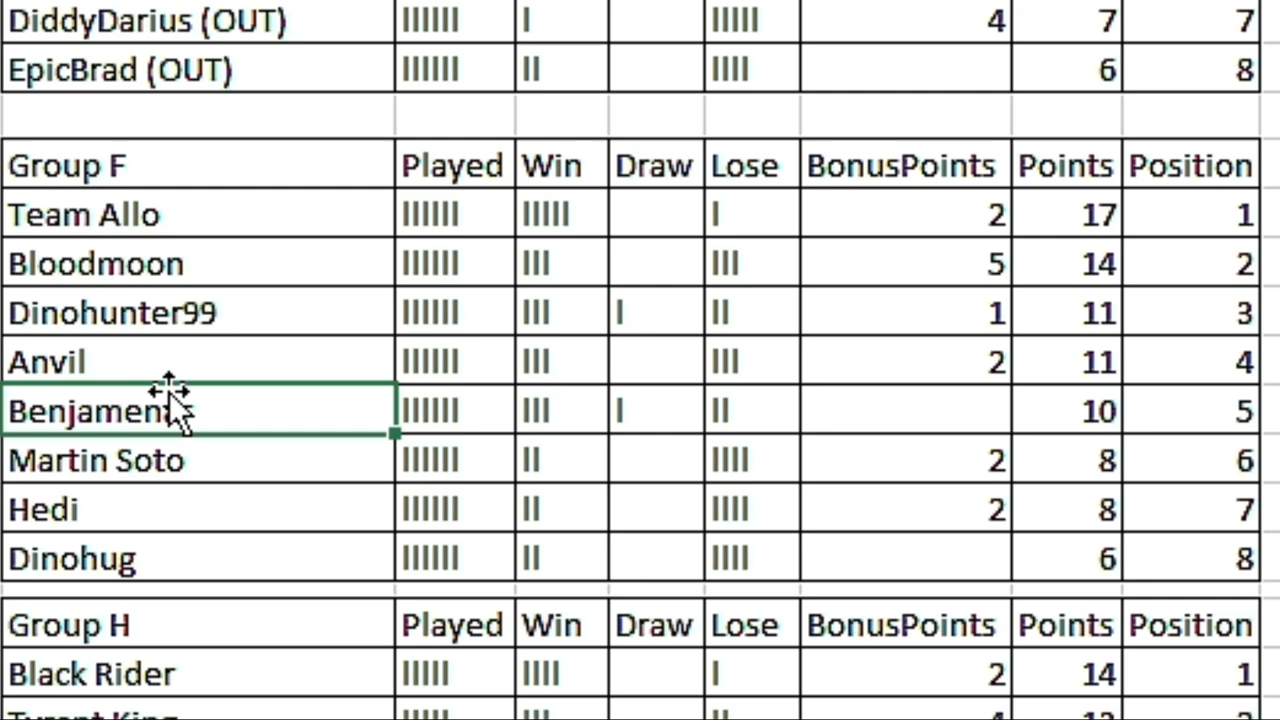 DiddyDarius (OUT) IIIIII I IIIII 4 7 7
EpicBrad (OUT) IIIIII II IIII 6 8
Group F Played Win Draw Lose BonusPoints Points Position
Team Allo IIIIII IIIII I 2 17 1
Bloodmoon IIIIII III III 5 14 2
Dinohunter99 IIIIII III I II 1 11 3
Anvil IIIIII III III 2 11 4
IIIIII III I II 10 5
Martin Soto IIIIII II IIII 2 8 6
Hedi IIIIII II IIII 2 8 7
Dinohug IIIIII II IIII 6 8
Group H Played Win Draw Lose BonusPoints Points Position
Black Rider IIIII IIII I 2 14 1